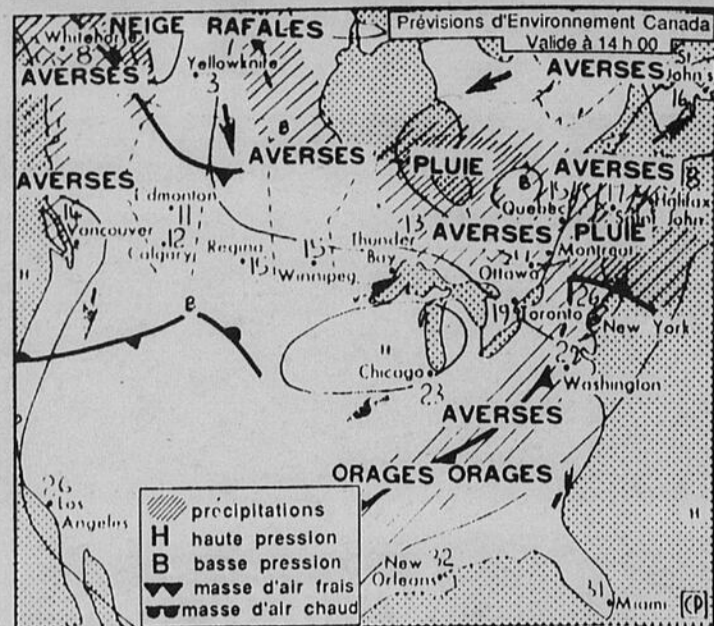 NEIGE RAFALES
Prévisions d'Environnement Canada
Valide à 14 h 00
Whitehorse
8
Yellowknife
3
AVERSES
AVERSES
St
John's
16
B
AVERSES
PLUIE
AVERSES
B
AVERSES
Edmonton
11
B
Québec
15
11
Halifax
Saint John
14
Vancouver
12
Calgary
Regina
15
15
Winnipeg
Thunder
Bay
13
AVERSES PLUIE
Ottawa
Montréal
H
B
19
Toronto
26
New York
H
Chicago
23
22
Washington
AVERSES
ORAGES ORAGES
26
Los
Angeles
H
précipitations
H haute pression
B basse pression
masse d'air frais
masse d'air chaud
New
Orleans
32
31
Miami
CP